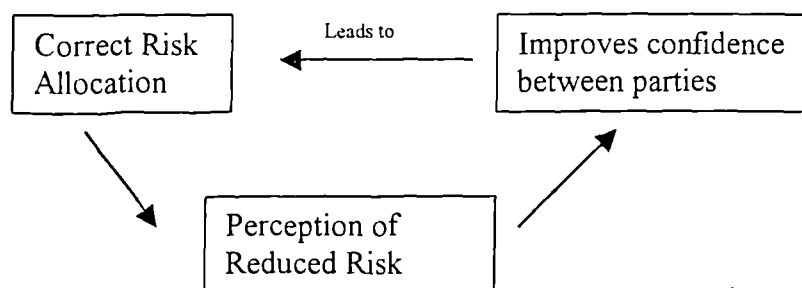 Correct Risk
Allocation
Leads to
Improves confidence
between parties
Perception of
Reduced Risk